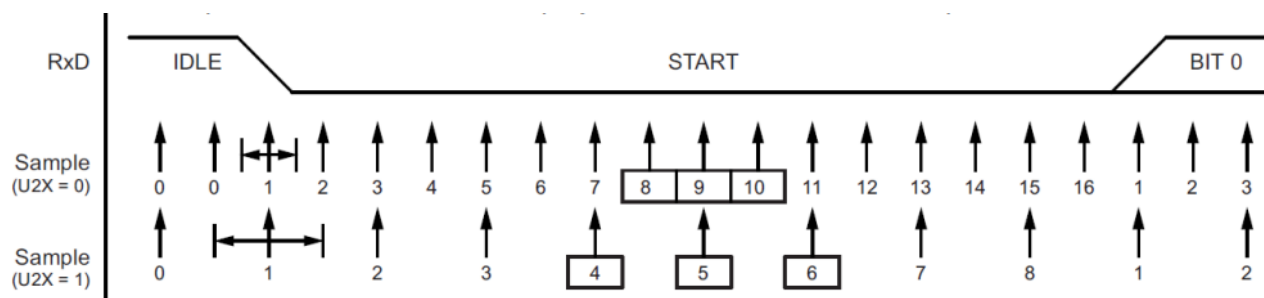 RxD IDLE START BIT 0
Sample
(U2X = 0)
0 0 1 2 3 4 5 6 7 8 9 10 11 12 13 14 15 16 1 2 3
Sample
(U2X = 1)
0 1 2 3 4 5 6 7 8 1 2